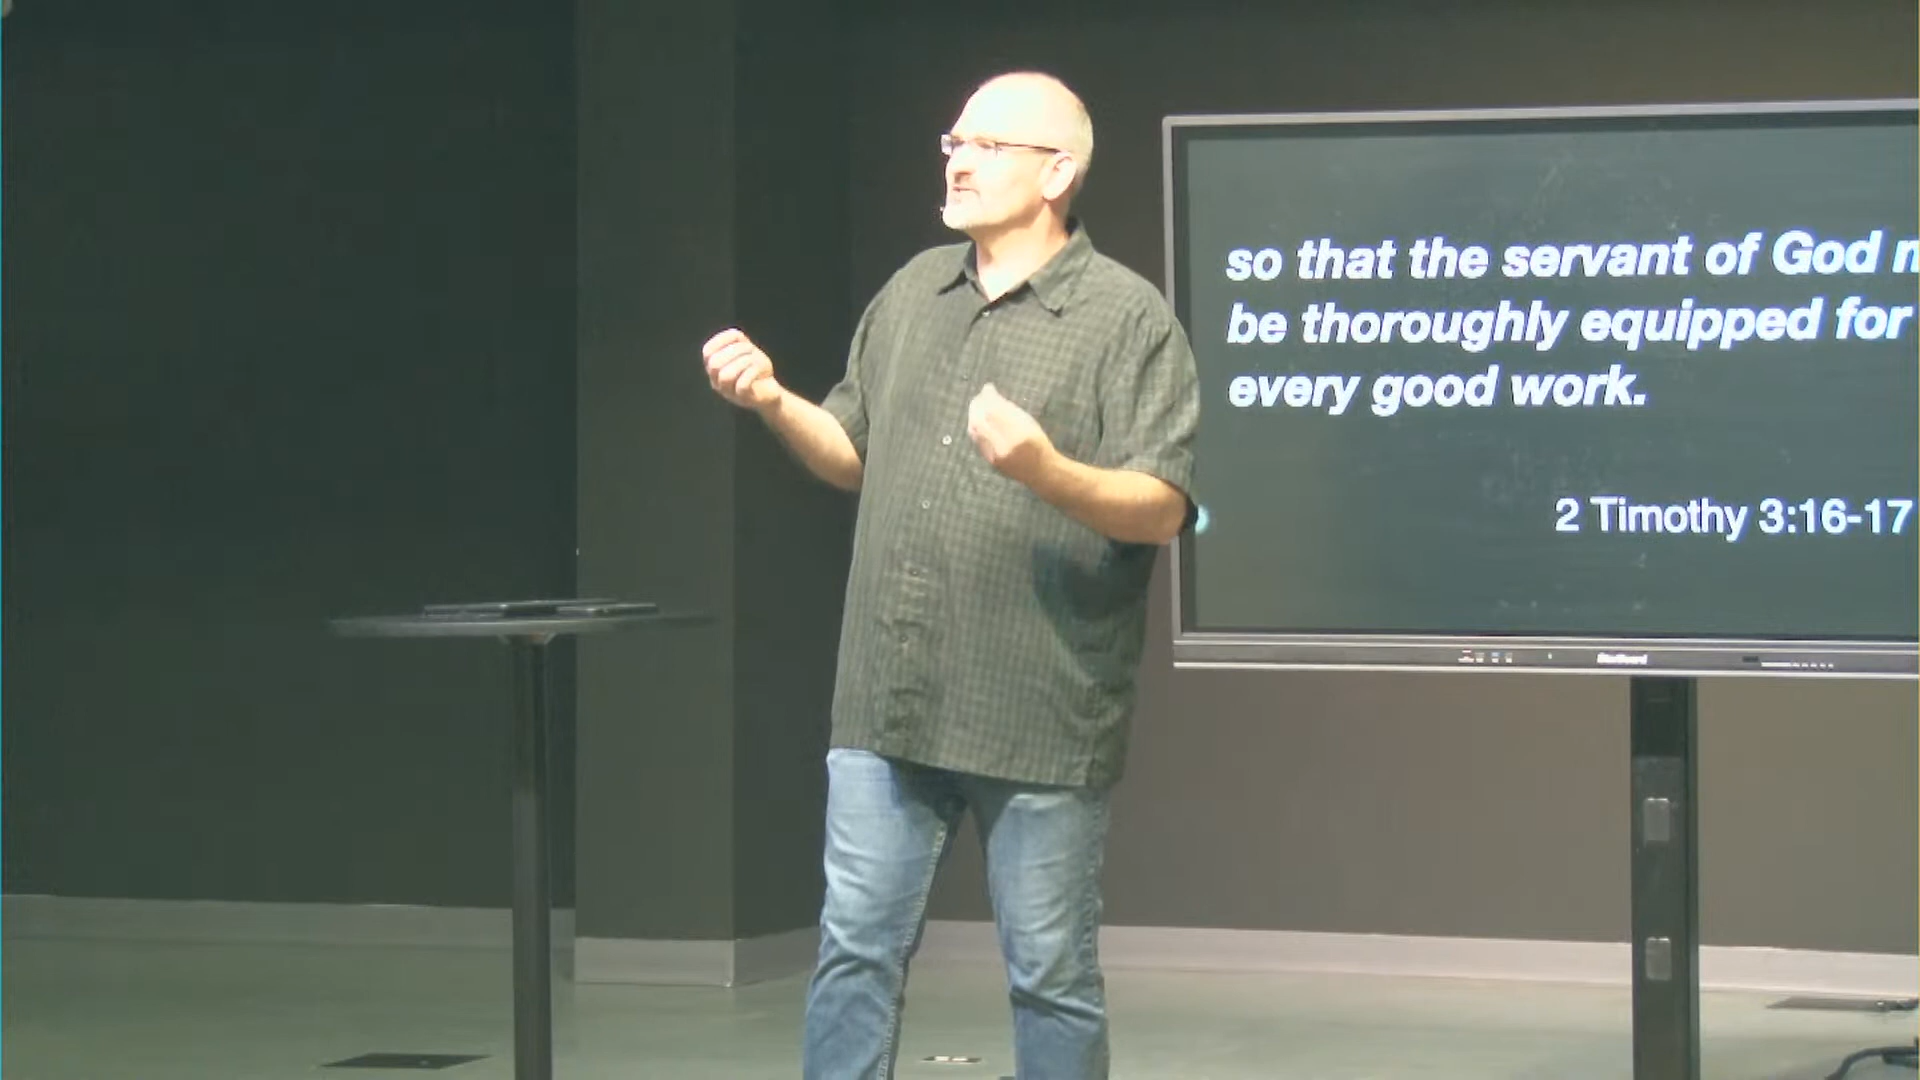 so that the servant of God
be thoroughly equipped for
every good work.
2 Timothy 3:16-17